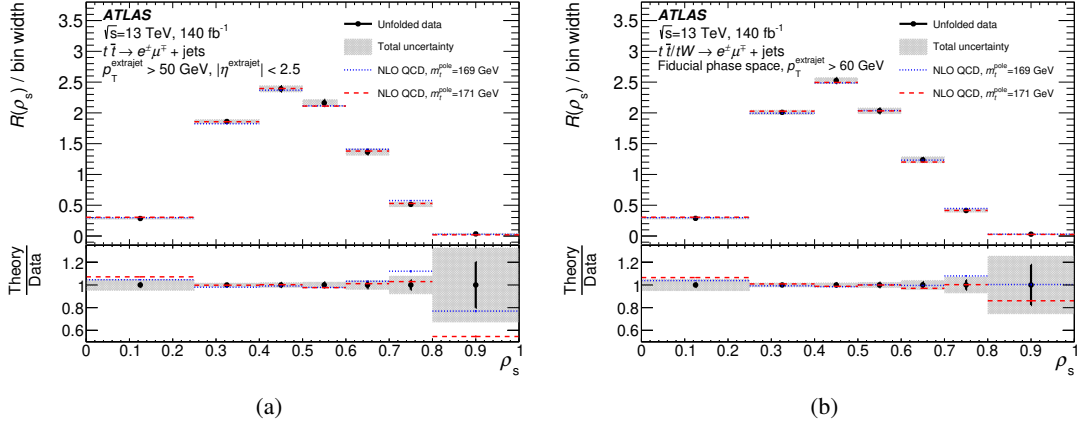 ATLAS
√s=13 TeV, 140 fb⁻¹
t t̄ → e± μ∓ + jets
p_T^extrajet > 50 GeV, |η^extrajet| < 2.5
Unfolded data
Total uncertainty
NLO QCD, m_t^pole=169 GeV
NLO QCD, m_t^pole=171 GeV
R(ρ_s) / bin width
3.5
3
2.5
2
1.5
1
0.5
0
Theory
Data
1.2
1
0.8
0.6
0 0.1 0.2 0.3 0.4 0.5 0.6 0.7 0.8 0.9 1
ρ_s
(a)
ATLAS
√s=13 TeV, 140 fb⁻¹
t t̄/tW → e± μ∓ + jets
Fiducial phase space, p_T^extrajet > 60 GeV
Unfolded data
Total uncertainty
NLO QCD, m_t^pole=169 GeV
NLO QCD, m_t^pole=171 GeV
R(ρ_s) / bin width
3.5
3
2.5
2
1.5
1
0.5
0
Theory
Data
1.2
1
0.8
0.6
0 0.1 0.2 0.3 0.4 0.5 0.6 0.7 0.8 0.9 1
ρ_s
(b)